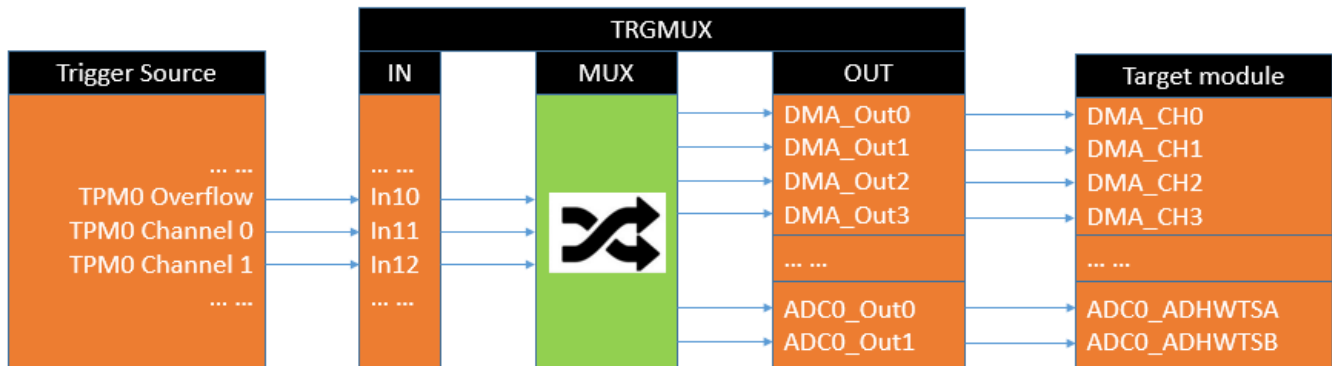 TRGMUX
Trigger Source
IN
MUX
OUT
Target module
... ...
TPM0 Overflow
TPM0 Channel 0
TPM0 Channel 1
... ...
... ...
In10
In11
In12
... ...
DMA_Out0
DMA_Out1
DMA_Out2
DMA_Out3
... ...
ADC0_Out0
ADC0_Out1
DMA_CH0
DMA_CH1
DMA_CH2
DMA_CH3
... ...
ADC0_ADHWTSA
ADC0_ADHWTSB